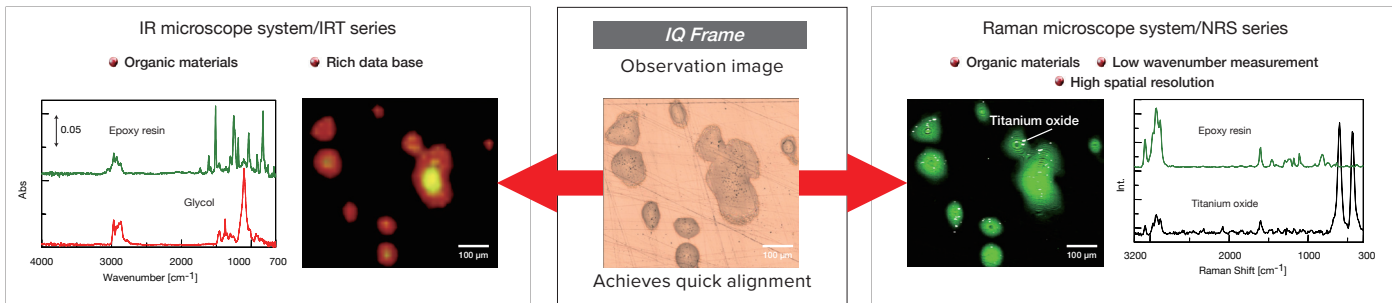 IR microscope system/IRT series
Organic materials
Rich data base
0.05
Epoxy resin
Glycol
Abs
4000
3000
2000
1000
700
Wavenumber [cm-1]
100 µm
IQ Frame
Observation image
100 µm
Achieves quick alignment
Raman microscope system/NRS series
Organic materials
Low wavenumber measurement
High spatial resolution
Titanium oxide
100 µm
Epoxy resin
Titanium oxide
Int.
3200
2000
1000
300
Raman Shift [cm-1]